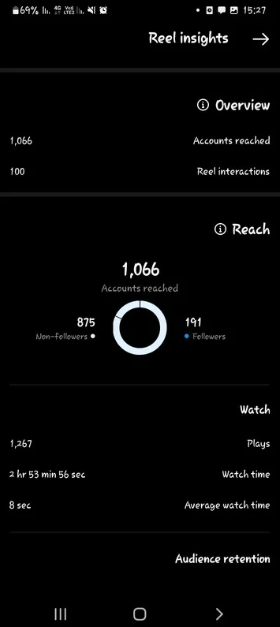 69% 4G 15:27
Reel insights
Overview
1,066 Accounts reached
100 Reel interactions
Reach
1,066
Accounts reached
875 191
Non-followers Followers
Watch
1,267 Plays
2 hr 53 min 56 sec Watch time
8 sec Average watch time
Audience retention